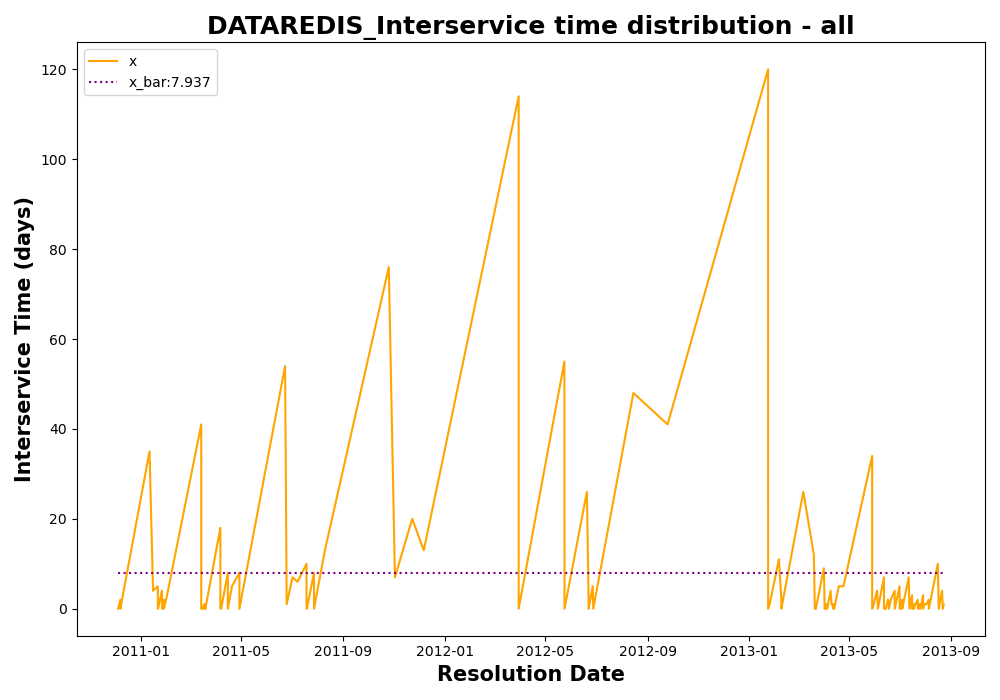 DATAREDIS_Interservice time distribution - all
x
x_bar:7.937
Interservice Time (days)
120
100
80
60
40
20
0
2011-01 2011-05 2011-09 2012-01 2012-05 2012-09 2013-01 2013-05 2013-09
Resolution Date